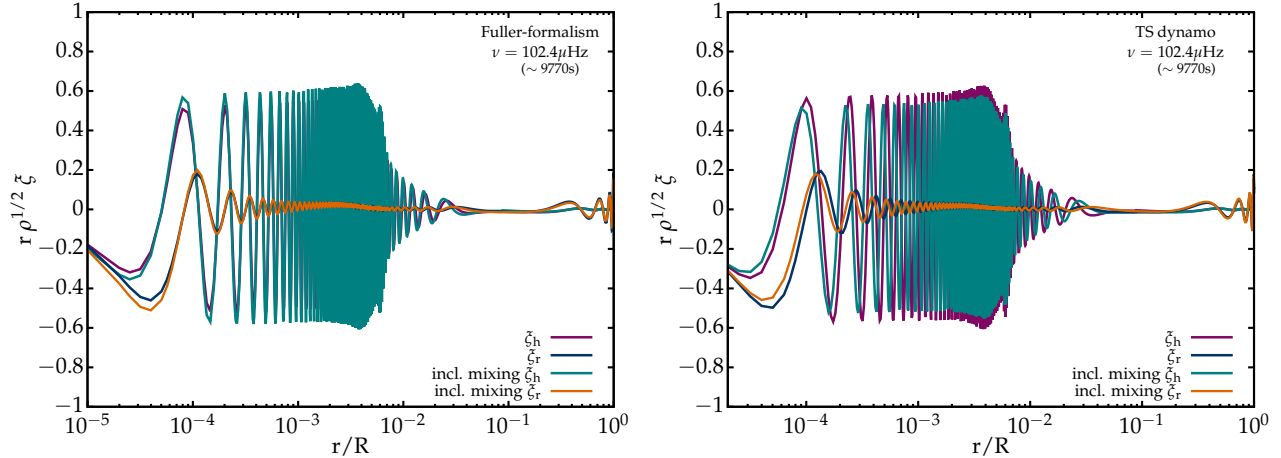 Fuller-formalism
ν = 102.4μHz
(∼ 9770s)
r ρ^{1/2} ξ
1
0.8
0.6
0.4
0.2
0
−0.2
−0.4
−0.6
−0.8
−1
ξ_h
ξ_r
incl. mixing ξ_h
incl. mixing ξ_r
10^{−5} 10^{−4} 10^{−3} 10^{−2} 10^{−1} 10^{0}
r/R
TS dynamo
ν = 102.4μHz
(∼ 9770s)
r ρ^{1/2} ξ
1
0.8
0.6
0.4
0.2
0
−0.2
−0.4
−0.6
−0.8
−1
ξ_h
ξ_r
incl. mixing ξ_h
incl. mixing ξ_r
10^{−4} 10^{−3} 10^{−2} 10^{−1} 10^{0}
r/R